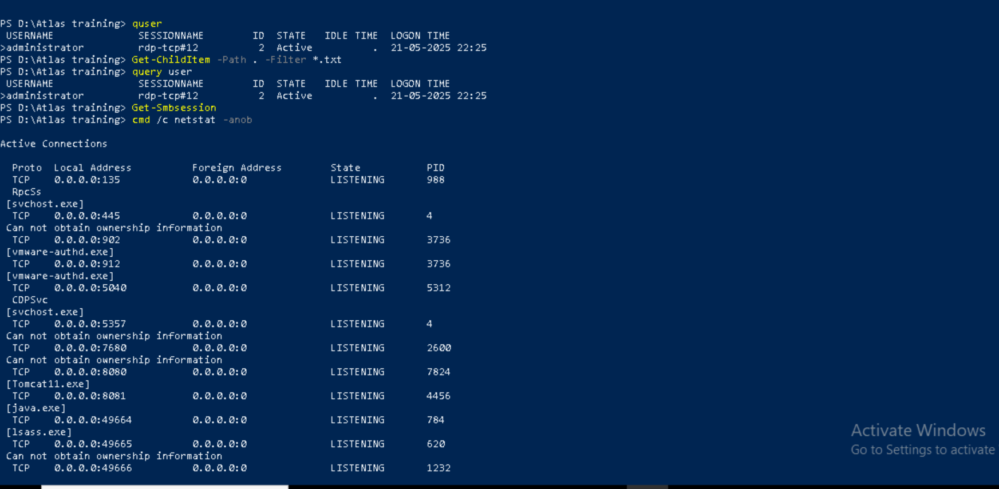 PS D:\Atlas training> quser
 USERNAME              SESSIONNAME        ID  STATE   IDLE TIME  LOGON TIME
>administrator         rdp-tcp#12          2  Active          .  21-05-2025 22:25
PS D:\Atlas training> Get-ChildItem -Path . -Filter *.txt
PS D:\Atlas training> query user
 USERNAME              SESSIONNAME        ID  STATE   IDLE TIME  LOGON TIME
>administrator         rdp-tcp#12          2  Active          .  21-05-2025 22:25
PS D:\Atlas training> Get-Smbsession
PS D:\Atlas training> cmd /c netstat -anob
Active Connections
  Proto  Local Address          Foreign Address        State           PID
  TCP    0.0.0.0:135            0.0.0.0:0              LISTENING       988
  RpcSs
 [svchost.exe]
  TCP    0.0.0.0:445            0.0.0.0:0              LISTENING       4
 Can not obtain ownership information
  TCP    0.0.0.0:902            0.0.0.0:0              LISTENING       3736
 [vmware-authd.exe]
  TCP    0.0.0.0:912            0.0.0.0:0              LISTENING       3736
 [vmware-authd.exe]
  TCP    0.0.0.0:5040           0.0.0.0:0              LISTENING       5312
  CDPSvc
 [svchost.exe]
  TCP    0.0.0.0:5357           0.0.0.0:0              LISTENING       4
 Can not obtain ownership information
  TCP    0.0.0.0:7680           0.0.0.0:0              LISTENING       2600
 Can not obtain ownership information
  TCP    0.0.0.0:8080           0.0.0.0:0              LISTENING       7824
 [Tomcat11.exe]
  TCP    0.0.0.0:8081           0.0.0.0:0              LISTENING       4456
 [java.exe]
  TCP    0.0.0.0:49664          0.0.0.0:0              LISTENING       784
 [lsass.exe]
  TCP    0.0.0.0:49665          0.0.0.0:0              LISTENING       620
 Can not obtain ownership information
  TCP    0.0.0.0:49666          0.0.0.0:0              LISTENING       1232
Activate Windows
Go to Settings to activate